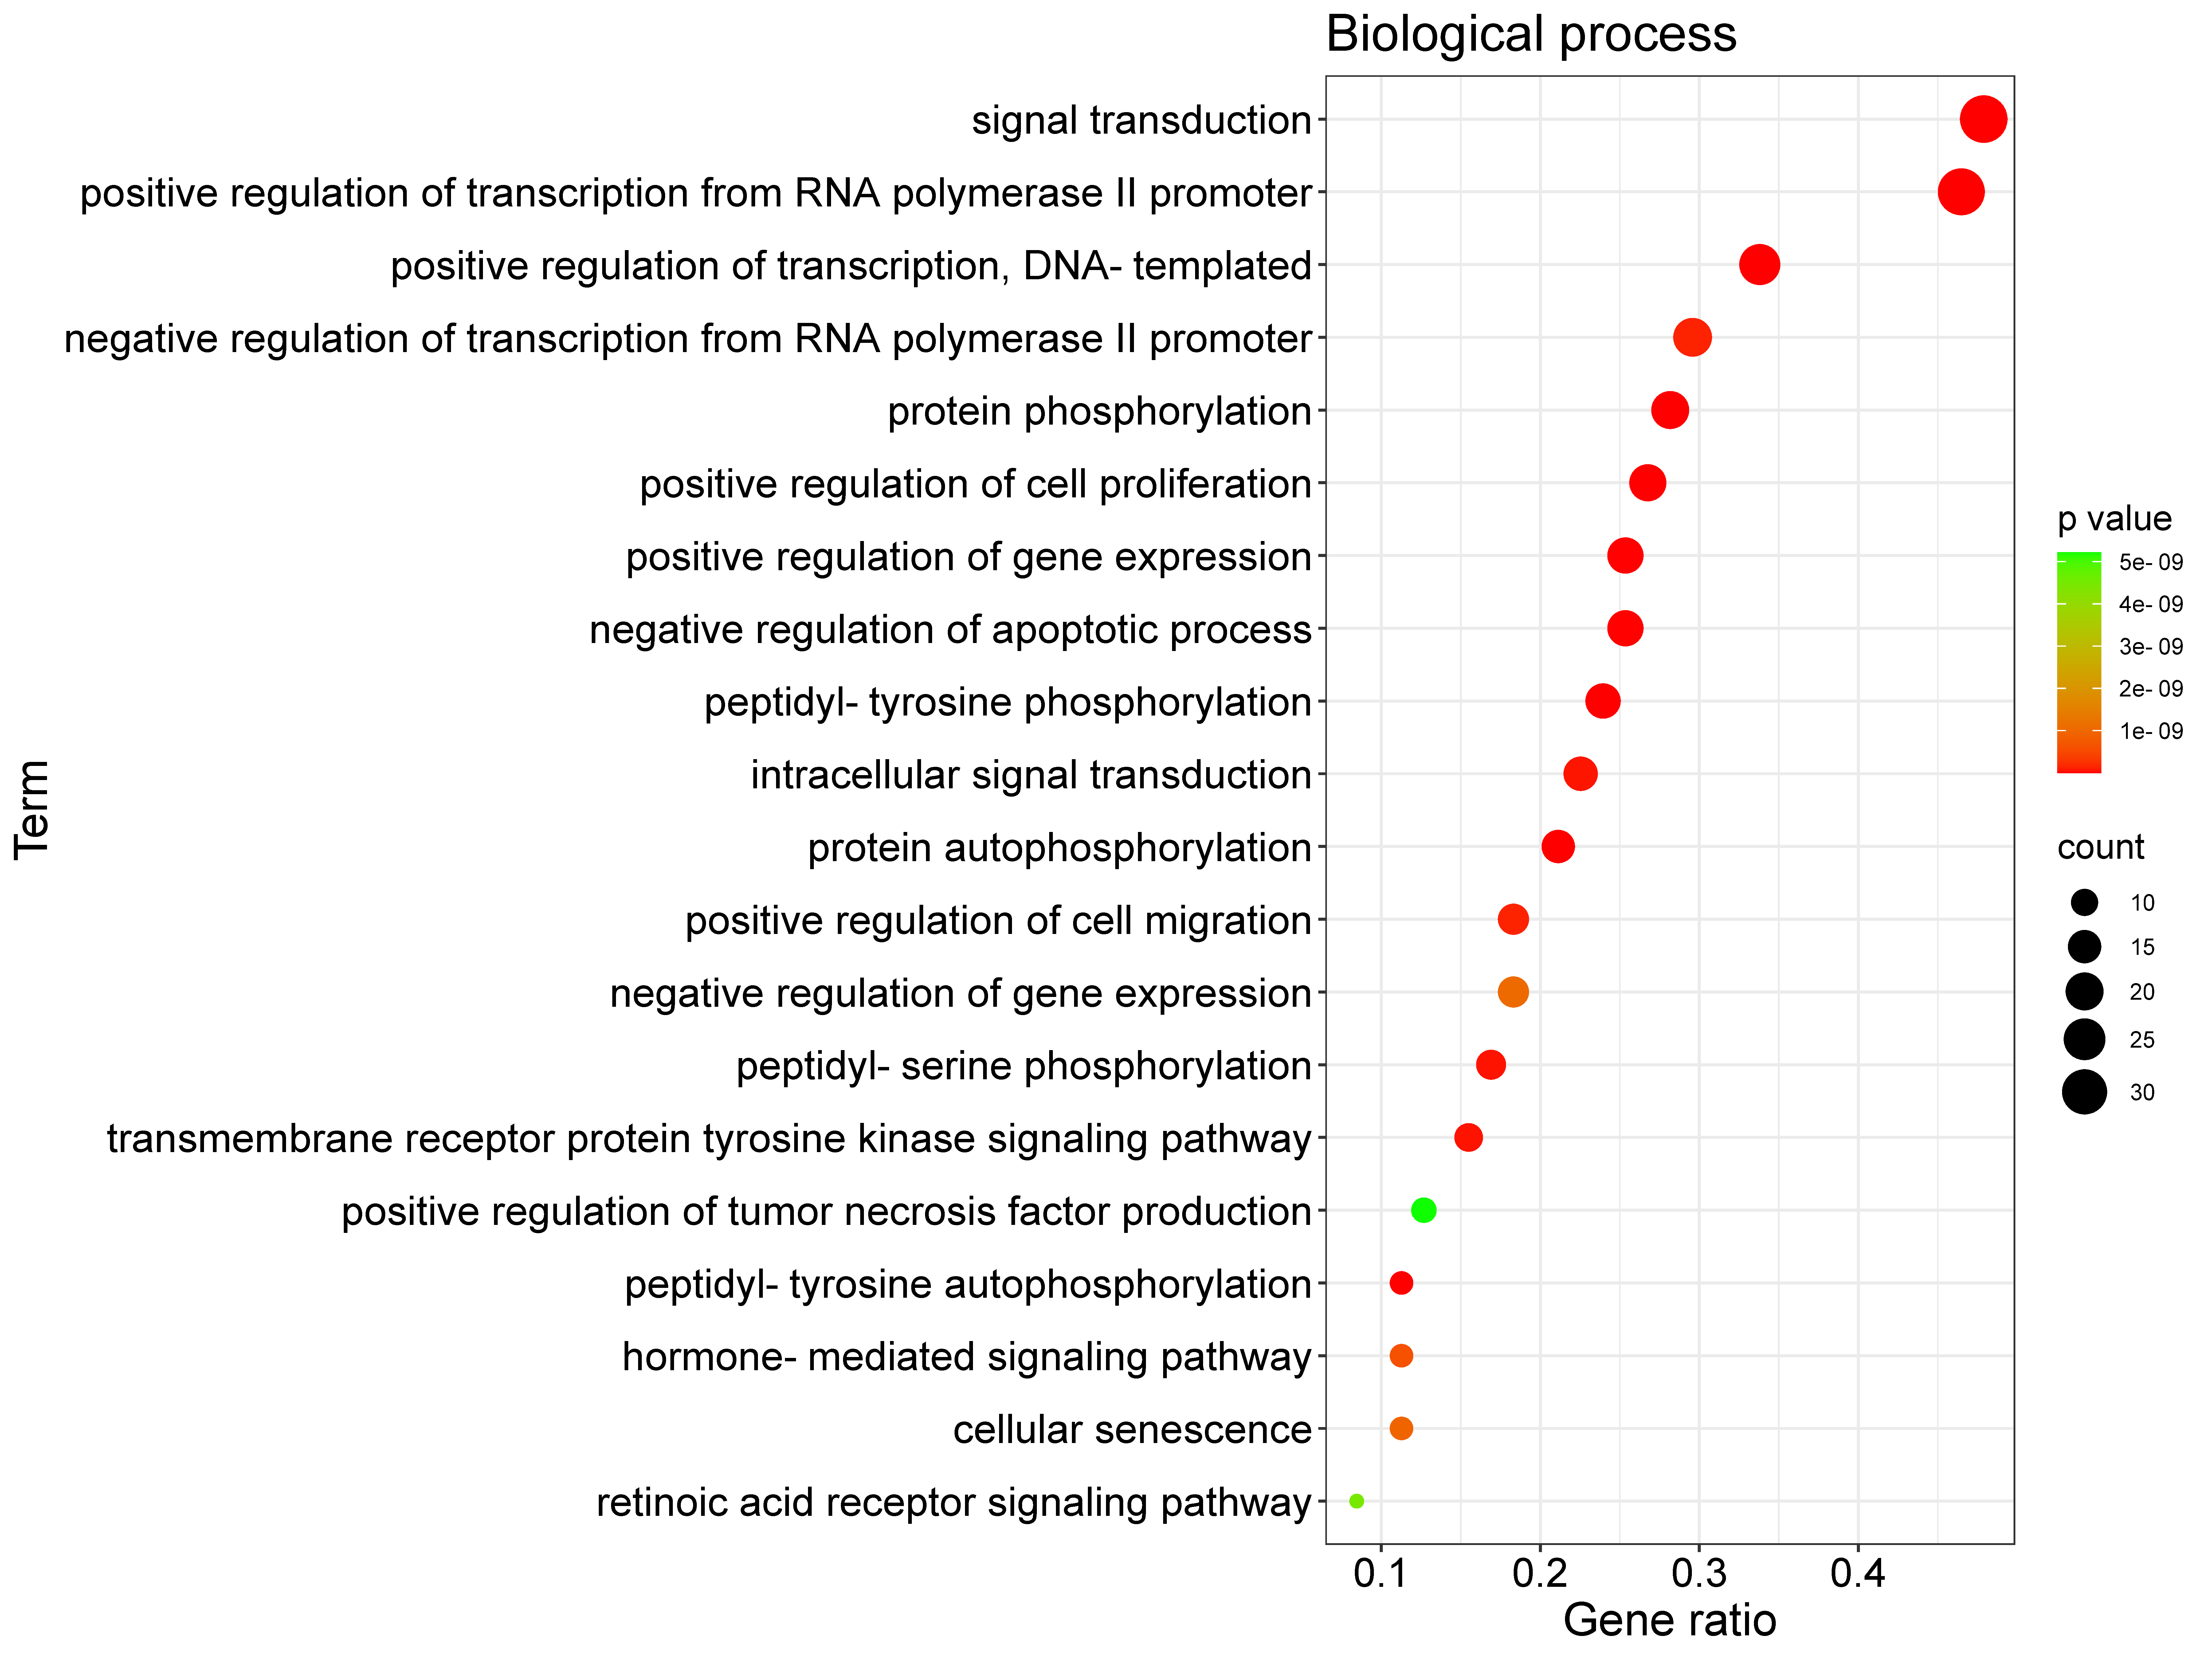 Biological process
signal transduction
positive regulation of transcription from RNA polymerase II promoter
positive regulation of transcription, DNA- templated
negative regulation of transcription from RNA polymerase II promoter
protein phosphorylation
positive regulation of cell proliferation
positive regulation of gene expression
negative regulation of apoptotic process
peptidyl- tyrosine phosphorylation
intracellular signal transduction
protein autophosphorylation
positive regulation of cell migration
negative regulation of gene expression
peptidyl- serine phosphorylation
transmembrane receptor protein tyrosine kinase signaling pathway
positive regulation of tumor necrosis factor production
peptidyl- tyrosine autophosphorylation
hormone- mediated signaling pathway
cellular senescence
retinoic acid receptor signaling pathway
Term
0.1 0.2 0.3 0.4
Gene ratio
p value
5e- 09
4e- 09
3e- 09
2e- 09
1e- 09
count
10
15
20
25
30